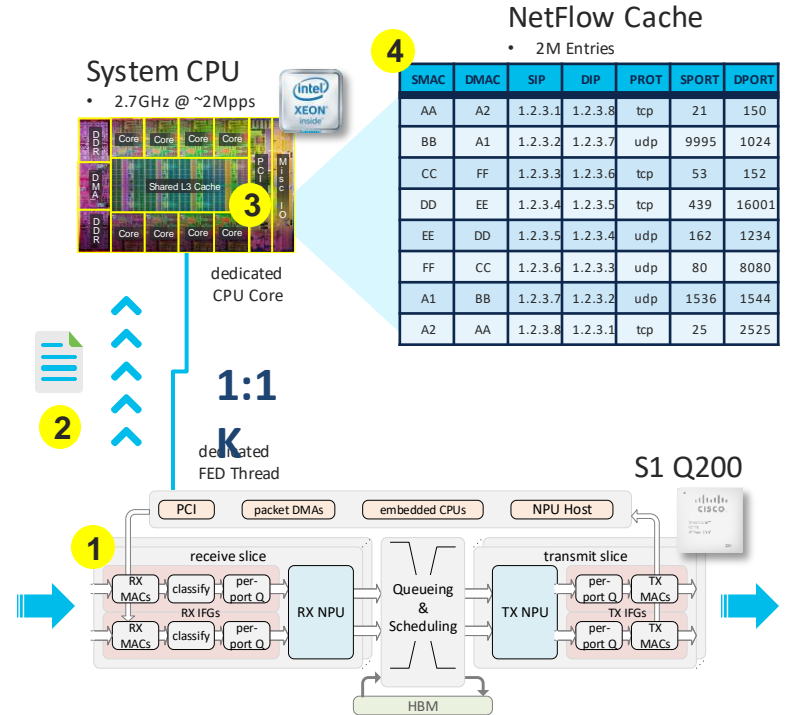 NetFlow Cache
• 2M Entries
4
SMAC DMAC SIP DIP PROT SPORT DPORT
AA A2 1.2.3.1 1.2.3.8 tcp 21 150
BB A1 1.2.3.2 1.2.3.7 udp 9995 1024
CC FF 1.2.3.3 1.2.3.6 tcp 53 152
DD EE 1.2.3.4 1.2.3.5 tcp 439 16001
EE DD 1.2.3.5 1.2.3.4 udp 162 1234
FF CC 1.2.3.6 1.2.3.3 udp 80 8080
A1 BB 1.2.3.7 1.2.3.2 udp 1536 1544
A2 AA 1.2.3.8 1.2.3.1 tcp 25 2525
System CPU
• 2.7GHz @ ~2Mpps
(intel)
XEON
inside
DDR
Core Core Core Core
DMA
Shared L3 Cache
PCI
Misc IO
3
DDR
Core Core Core Core
dedicated
CPU Core
2
1:1
K
dedicated
FED Thread
S1 Q200
CISCO
PCI packet DMAs embedded CPUs NPU Host
1
receive slice
RX
MACs
classify
per-
port Q
RX IFGs
RX
MACs
classify
per-
port Q
RX NPU
Queueing
&
Scheduling
HBM
transmit slice
TX NPU
per-
port Q
TX
MACs
TX IFGs
per-
port Q
TX
MACs